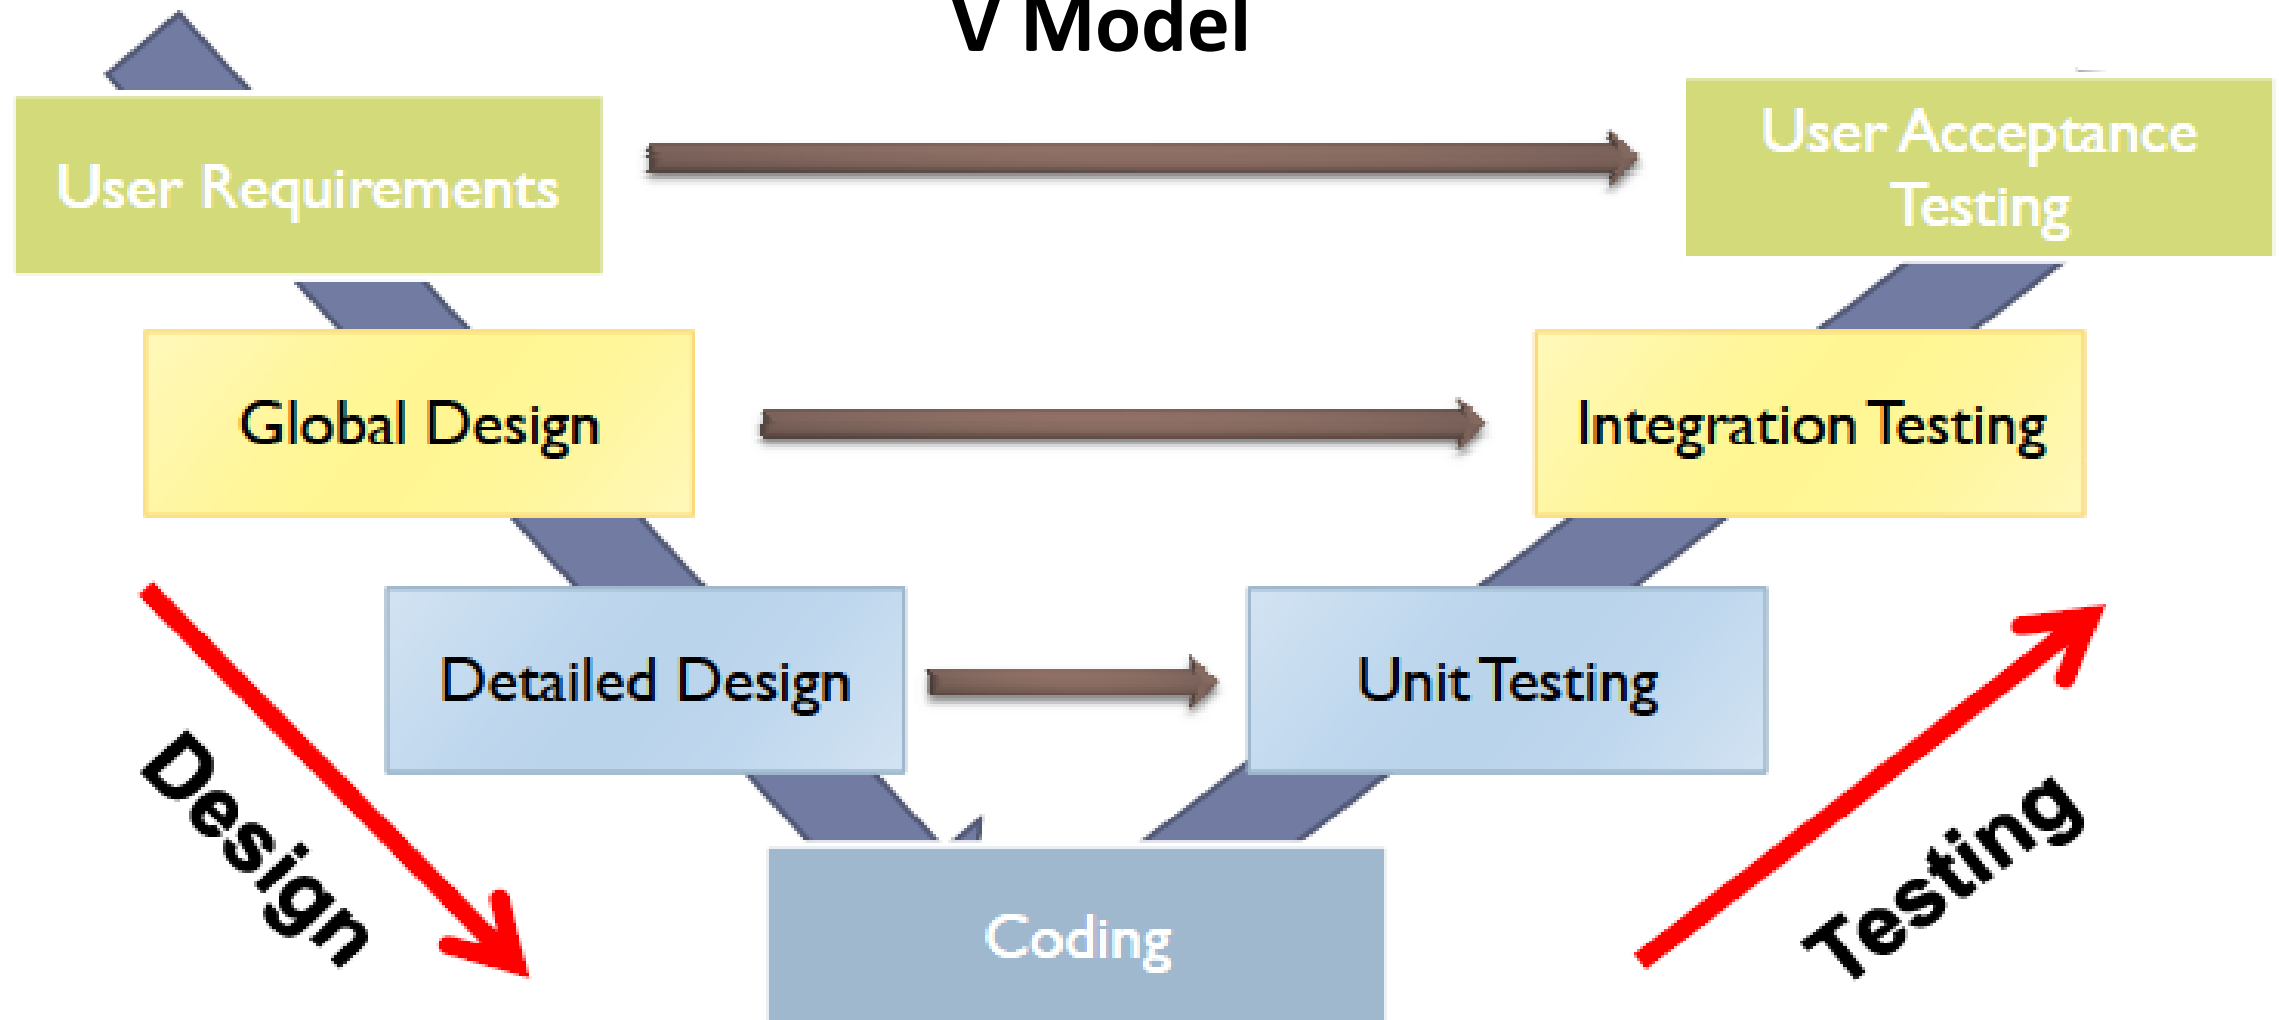 V Model
User Requirements
User Acceptance
Testing
Global Design
Integration Testing
Detailed Design
Unit Testing
Design
Testing
Coding